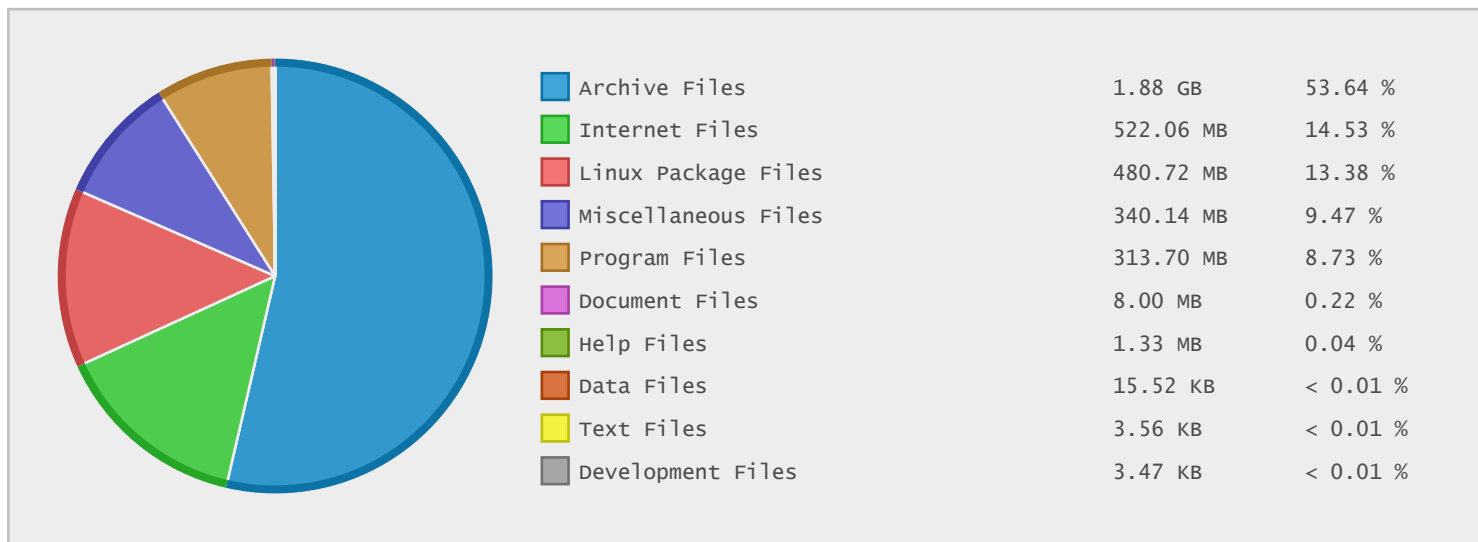 Archive Files 1.88 GB 53.64 %
Internet Files 522.06 MB 14.53 %
Linux Package Files 480.72 MB 13.38 %
Miscellaneous Files 340.14 MB 9.47 %
Program Files 313.70 MB 8.73 %
Document Files 8.00 MB 0.22 %
Help Files 1.33 MB 0.04 %
Data Files 15.52 KB < 0.01 %
Text Files 3.56 KB < 0.01 %
Development Files 3.47 KB < 0.01 %